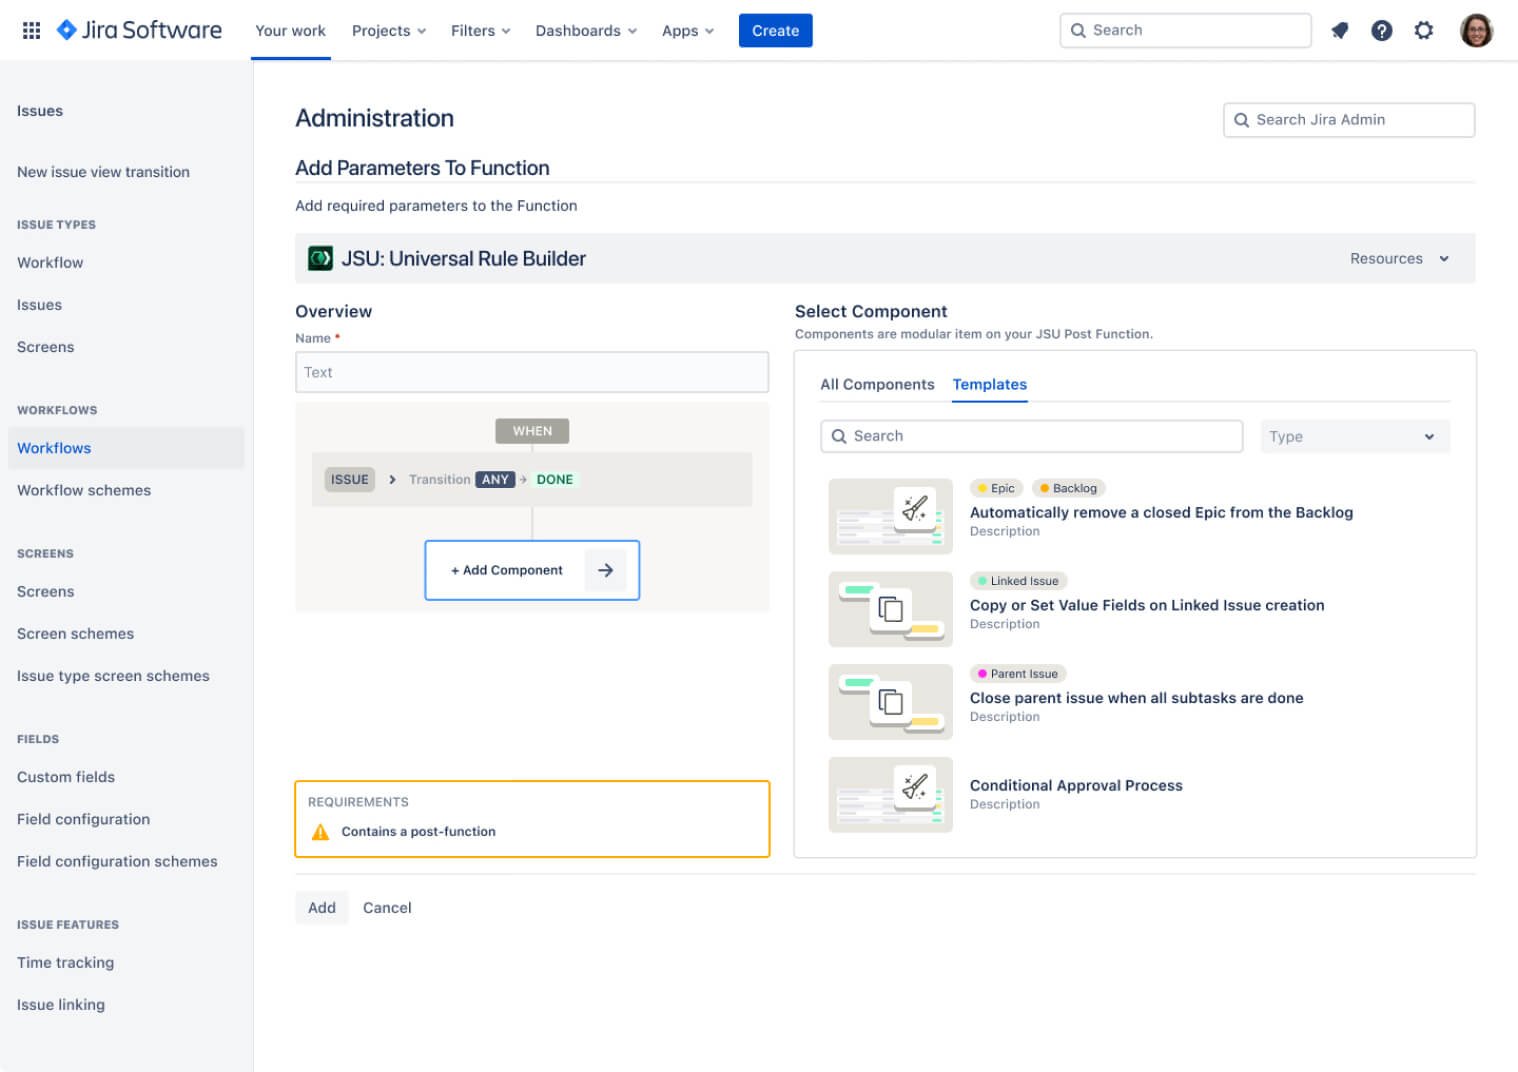 Jira Software
Your work
Projects
Filters
Dashboards
Apps
Create
Search
Issues
New issue view transition
ISSUE TYPES
Workflow
Issues
Screens
WORKFLOWS
Workflows
Workflow schemes
SCREENS
Screens
Screen schemes
Issue type screen schemes
FIELDS
Custom fields
Field configuration
Field configuration schemes
ISSUE FEATURES
Time tracking
Issue linking
Administration
Search Jira Admin
Add Parameters To Function
Add required parameters to the Function
JSU: Universal Rule Builder
Resources
Overview
Name *
Text
WHEN
ISSUE
Transition ANY → DONE
+ Add Component
REQUIREMENTS
Contains a post-function
Select Component
Components are modular item on your JSU Post Function.
All Components
Templates
Search
Type
Epic
Backlog
Automatically remove a closed Epic from the Backlog
Description
Linked Issue
Copy or Set Value Fields on Linked Issue creation
Description
Parent Issue
Close parent issue when all subtasks are done
Description
Conditional Approval Process
Description
Add
Cancel